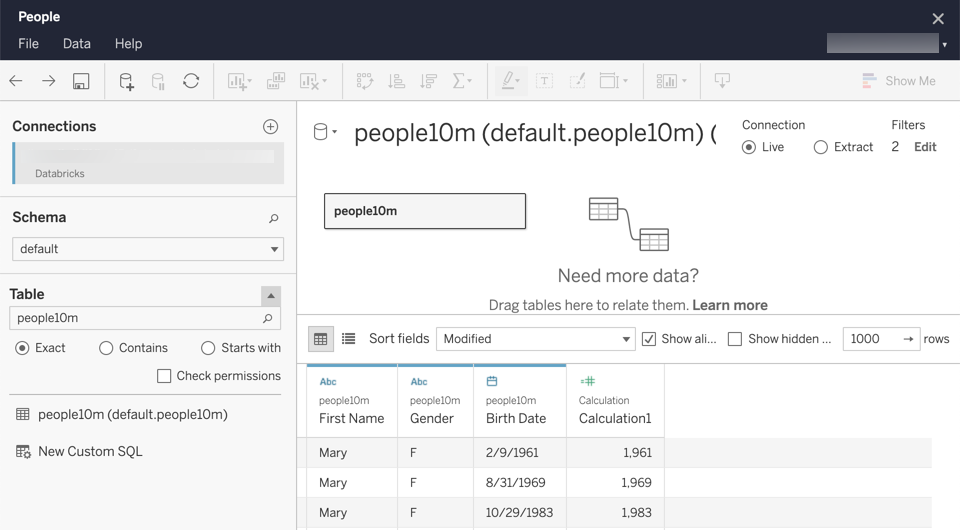 People
File Data Help
Show Me
Connections
Databricks
Schema
default
Table
people10m
Exact Contains Starts with
Check permissions
people10m (default.people10m)
New Custom SQL
people10m (default.people10m) (
Connection
Live Extract
Filters
2 Edit
people10m
Need more data?
Drag tables here to relate them. Learn more
Sort fields Modified Show ali... Show hidden ... 1000 → rows
Abc Abc
people10m people10m people10m Calculation
First Name Gender Birth Date Calculation1
Mary F 2/9/1961 1,961
Mary F 8/31/1969 1,969
Mary F 10/29/1983 1,983